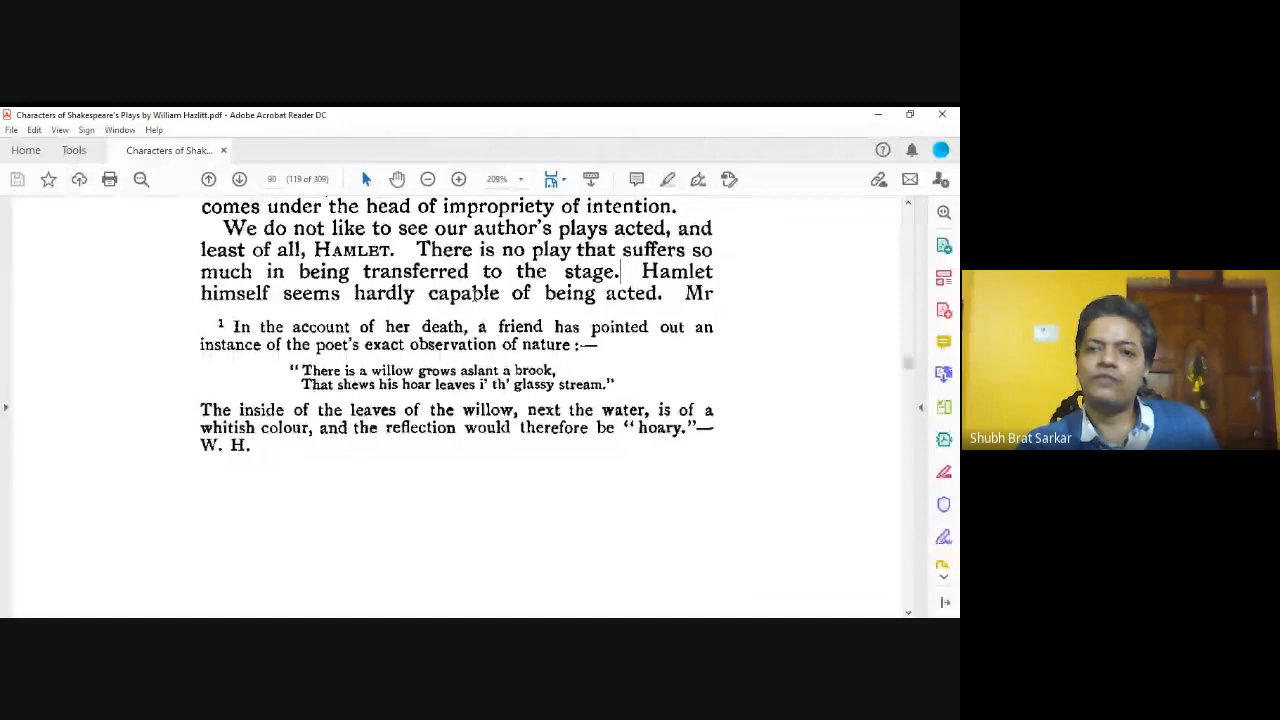 Characters of Shakespeare's Plays by William Hazlitt.pdf - Adobe Acrobat Reader DC
File Edit View Sign Window Help
Home Tools Characters of Shak... ×
90 (119 of 309) 209%
comes under the head of impropriety of intention.
We do not like to see our author's plays acted, and
least of all, HAMLET. There is no play that suffers so
much in being transferred to the stage. Hamlet
himself seems hardly capable of being acted. Mr
1 In the account of her death, a friend has pointed out an
instance of the poet's exact observation of nature :—
" There is a willow grows aslant a brook,
That shews his hoar leaves i' th' glassy stream."
The inside of the leaves of the willow, next the water, is of a
whitish colour, and the reflection would therefore be " hoary."—
W. H.
Shubh Brat Sarkar